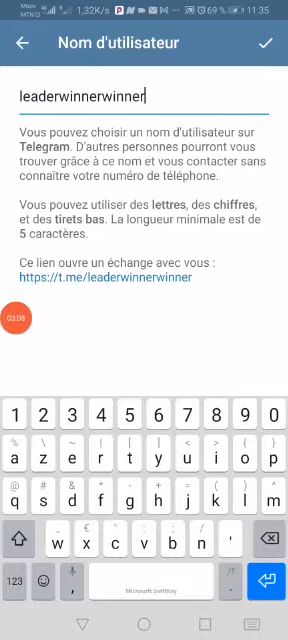 Moov
MTN CI 1,32K/s P 69 % 11:35
Nom d'utilisateur
leaderwinnerwinner
Vous pouvez choisir un nom d'utilisateur sur
Telegram. D'autres personnes pourront vous
trouver grâce à ce nom et vous contacter sans
connaître votre numéro de téléphone.
Vous pouvez utiliser des lettres, des chiffres,
et des tirets bas. La longueur minimale est de
5 caractères.
Ce lien ouvre un échange avec vous :
https://t.me/leaderwinnerwinner
03:08
1 2 3 4 5 6 7 8 9 0
% \ ~ | [ ] < > { }
a z e r t y u i o p
@ # & * - + = ( ) ^
q s d f g h j k l m
_ € " : ; /
w x c v b n '
123 , Microsoft SwiftKey ,!? .